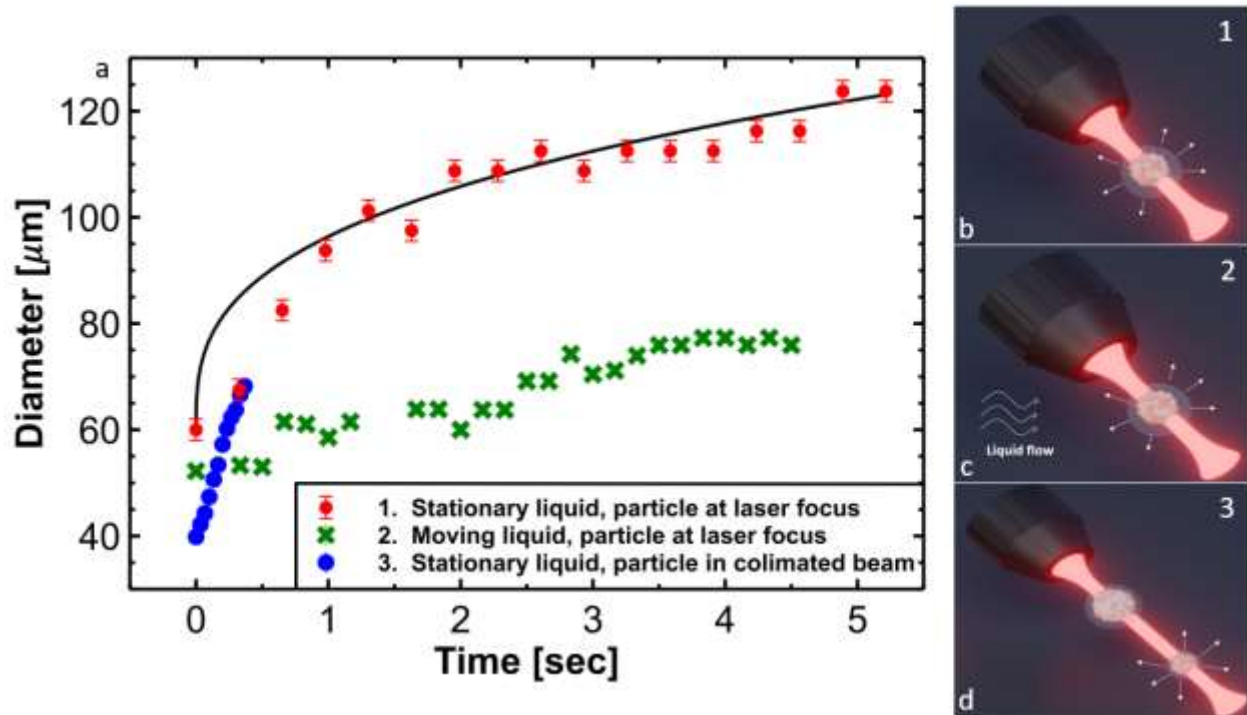 a
120
100
80
60
40
Diameter [μm]
0 1 2 3 4 5
Time [sec]
1. Stationary liquid, particle at laser focus
2. Moving liquid, particle at laser focus
3. Stationary liquid, particle in colimated beam
1
b
2
Liquid flow
c
3
d